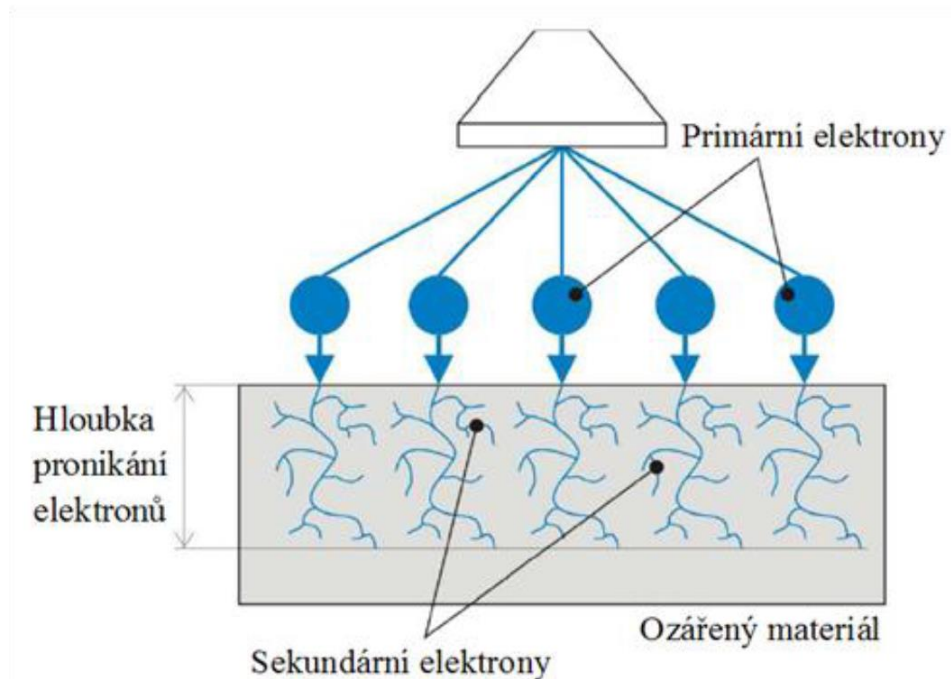 Primární elektrony
Hloubka
pronikání
elektronů
Ozářený materiál
Sekundární elektrony